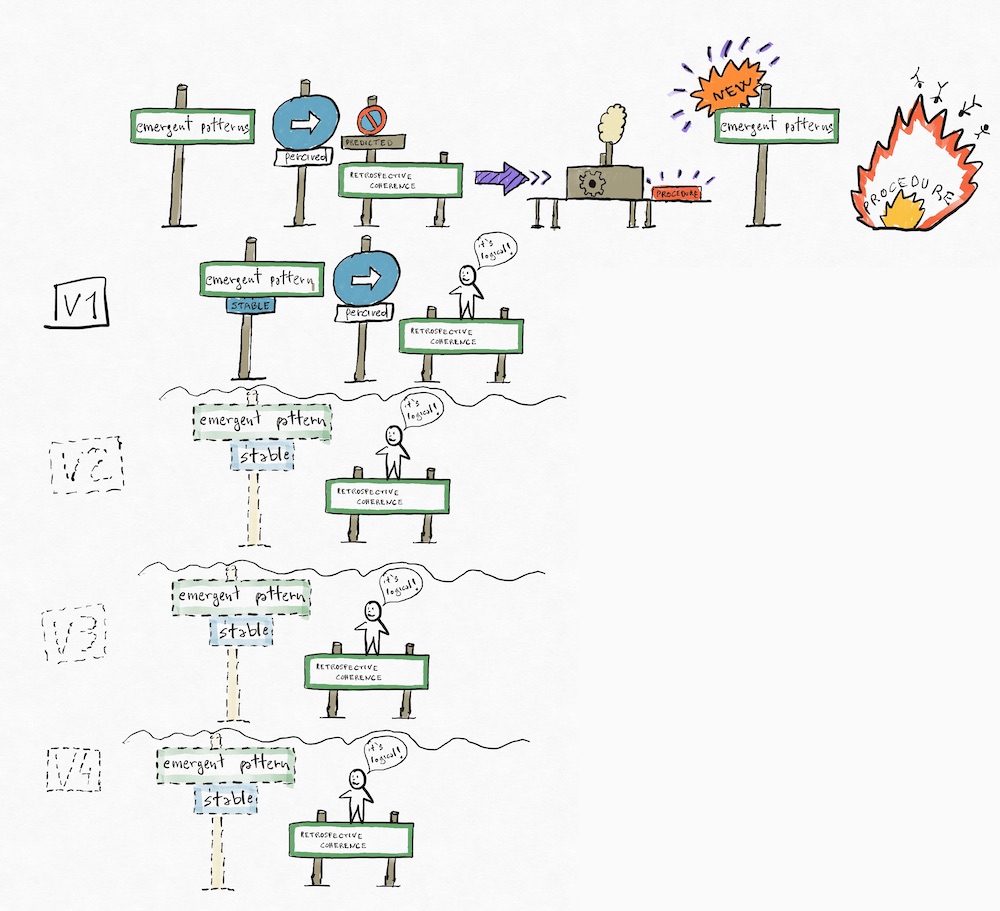 NEW
emergent patterns
percived
PREDICTED
RETROSPECTIVE
COHERENCE
PROCEDURE
emergent patterns
PROCEDURE
V1
emergent pattern
STABLE
percived
it's
logical!
RETROSPECTIVE
COHERENCE
V2
emergent pattern
stable
it's
logical!
RETROSPECTIVE
COHERENCE
V3
emergent pattern
stable
it's
logical!
RETROSPECTIVE
COHERENCE
V4
emergent pattern
stable
it's
logical!
RETROSPECTIVE
COHERENCE